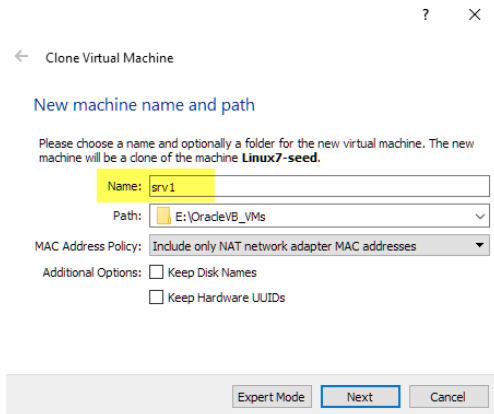 ?
Clone Virtual Machine
New machine name and path
Please choose a name and optionally a folder for the new virtual machine. The new
machine will be a clone of the machine Linux7-seed.
Name: srv1
Path: E:\OracleVB_VMs
MAC Address Policy: Include only NAT network adapter MAC addresses
Additional Options: Keep Disk Names
Keep Hardware UUIDs
Expert Mode Next Cancel